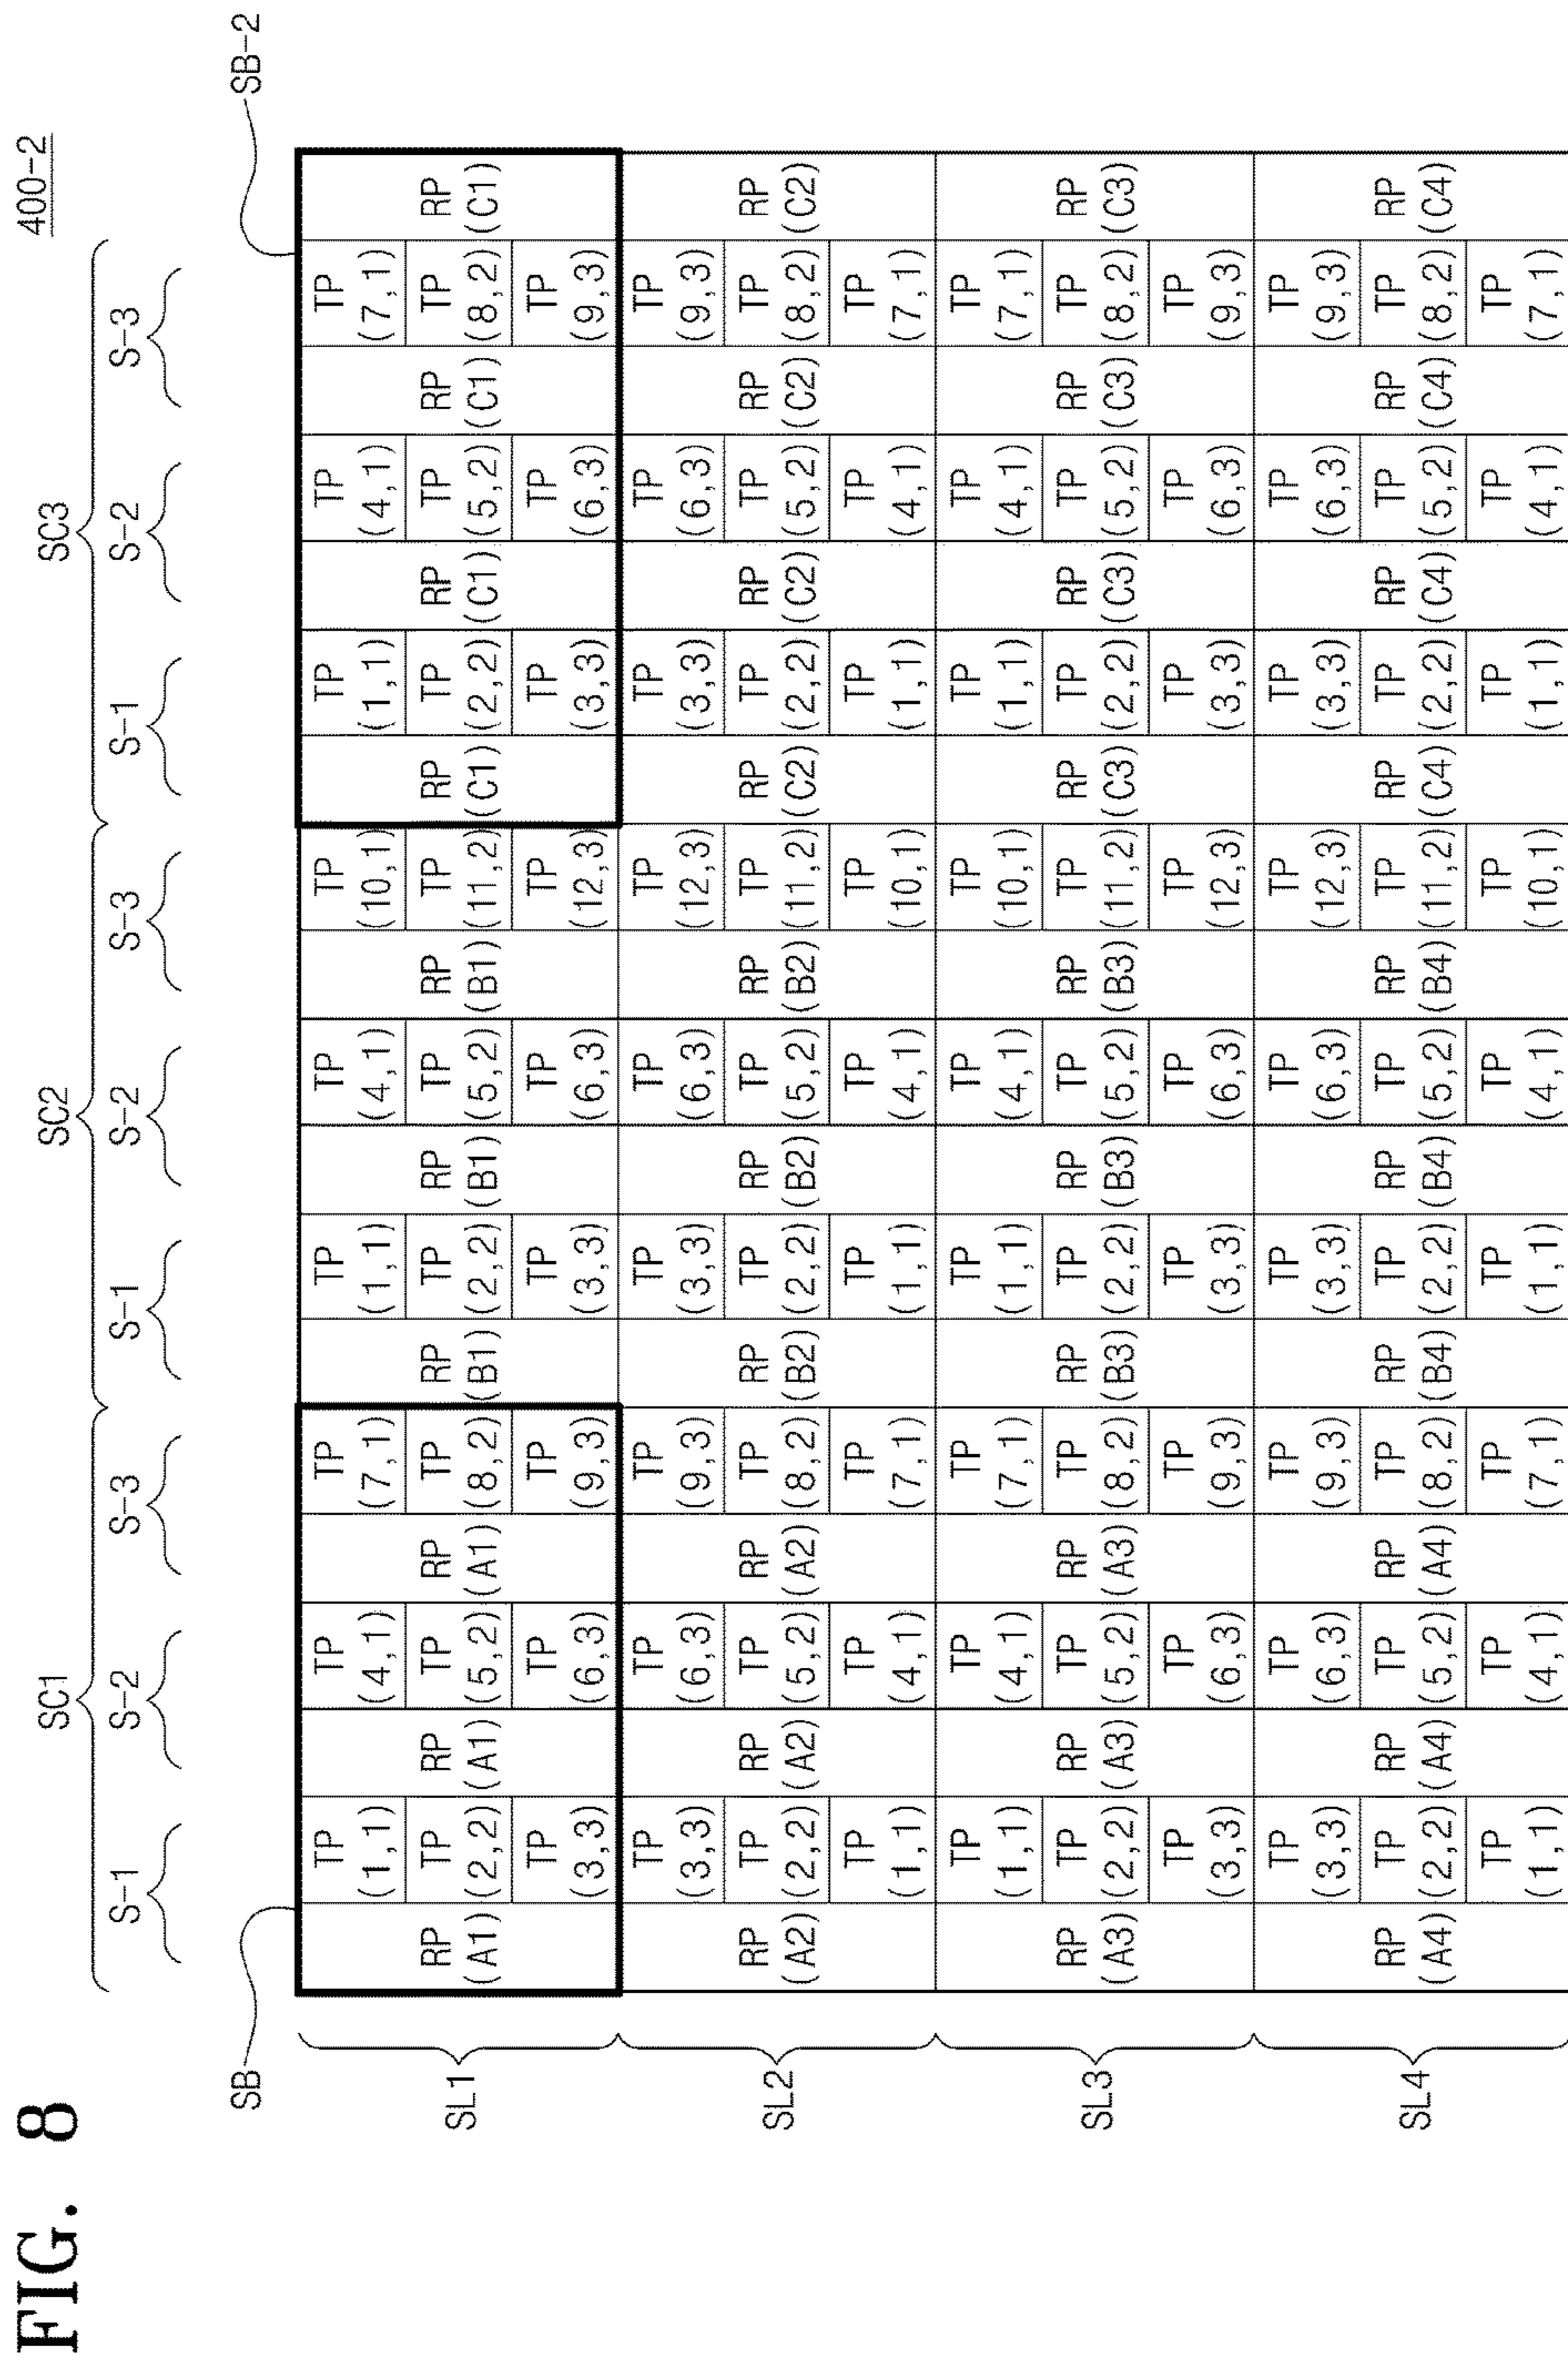 FIG. 8
400-2
SC1 SC2 SC3
S-1 S-2 S-3 S-1 S-2 S-3 S-1 S-2 S-3
SB SB-2
TP TP TP TP TP TP TP TP TP
(1,1) (4,1) (7,1) (1,1) (4,1) (10,1) (1,1) (4,1) (7,1)
SL1 RP TP RP TP RP TP RP TP RP TP RP TP RP TP RP TP RP TP RP
(A1) (2,2) (A1) (5,2) (A1) (8,2) (B1) (2,2) (B1) (5,2) (B1) (11,2) (C1) (2,2) (C1) (5,2) (C1) (8,2) (C1)
TP TP TP TP TP TP TP TP TP
(3,3) (6,3) (9,3) (3,3) (6,3) (12,3) (3,3) (6,3) (9,3)
TP TP TP TP TP TP TP TP TP
(3,3) (6,3) (9,3) (3,3) (6,3) (12,3) (3,3) (6,3) (9,3)
SL2 RP TP RP TP RP TP RP TP RP TP RP TP RP TP RP TP RP TP RP
(A2) (2,2) (A2) (5,2) (A2) (8,2) (B2) (2,2) (B2) (5,2) (B2) (11,2) (C2) (2,2) (C2) (5,2) (C2) (8,2) (C2)
TP TP TP TP TP TP TP TP TP
(1,1) (4,1) (7,1) (1,1) (4,1) (10,1) (1,1) (4,1) (7,1)
TP TP TP TP TP TP TP TP TP
(1,1) (4,1) (7,1) (1,1) (4,1) (10,1) (1,1) (4,1) (7,1)
SL3 RP TP RP TP RP TP RP TP RP TP RP TP RP TP RP TP RP TP RP
(A3) (2,2) (A3) (5,2) (A3) (8,2) (B3) (2,2) (B3) (5,2) (B3) (11,2) (C3) (2,2) (C3) (5,2) (C3) (8,2) (C3)
TP TP TP TP TP TP TP TP TP
(3,3) (6,3) (9,3) (3,3) (6,3) (12,3) (3,3) (6,3) (9,3)
TP TP TP TP TP TP TP TP TP
(3,3) (6,3) (9,3) (3,3) (6,3) (12,3) (3,3) (6,3) (9,3)
SL4 RP TP RP TP RP TP RP TP RP TP RP TP RP TP RP TP RP TP RP
(A4) (2,2) (A4) (5,2) (A4) (8,2) (B4) (2,2) (B4) (5,2) (B4) (11,2) (C4) (2,2) (C4) (5,2) (C4) (8,2) (C4)
TP TP TP TP TP TP TP TP TP
(1,1) (4,1) (7,1) (1,1) (4,1) (10,1) (1,1) (4,1) (7,1)